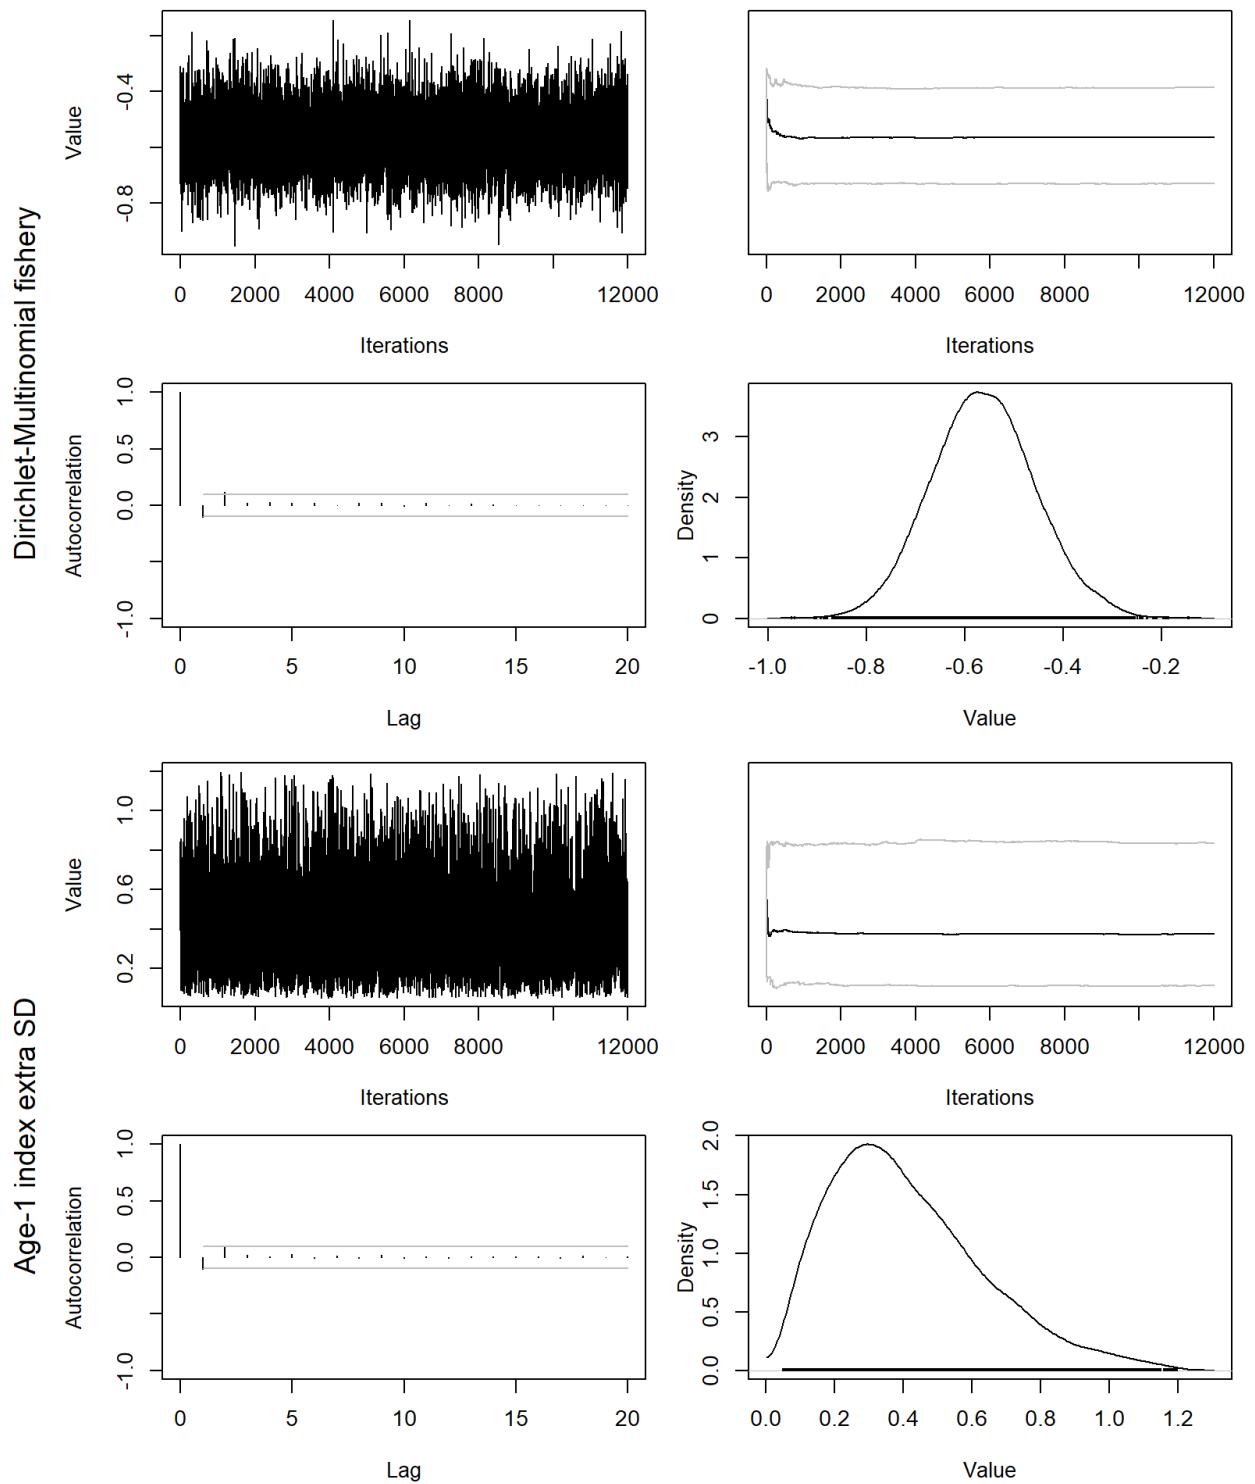 Dirichlet-Multinomial fishery
Value
-0.8 -0.4
0 2000 4000 6000 8000 12000
Iterations
0 2000 4000 6000 8000 12000
Iterations
Autocorrelation
-1.0 0.0 0.5 1.0
0 5 10 15 20
Lag
Density
0 1 2 3
-1.0 -0.8 -0.6 -0.4 -0.2
Value
Age-1 index extra SD
Value
0.2 0.6 1.0
0 2000 4000 6000 8000 12000
Iterations
0 2000 4000 6000 8000 12000
Iterations
Autocorrelation
-1.0 0.0 0.5 1.0
0 5 10 15 20
Lag
Density
0.0 0.5 1.0 1.5 2.0
0.0 0.2 0.4 0.6 0.8 1.0 1.2
Value